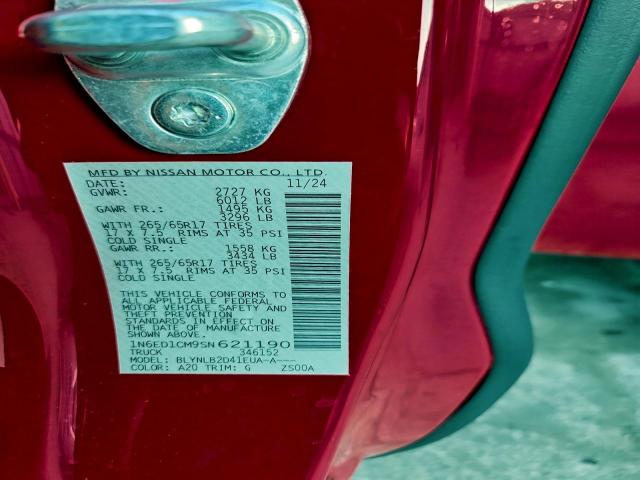 MFD BY NISSAN MOTOR CO., LTD.
DATE: 11/24
GVWR: 2727 KG
6012 LB
GAWR FR.: 1495 KG
3296 LB
WITH 265/65R17 TIRES
17 X 7.5 RIMS AT 35 PSI
COLD SINGLE
GAWR RR.: 1558 KG
3434 LB
WITH 265/65R17 TIRES
17 X 7.5 RIMS AT 35 PSI
COLD SINGLE
THIS VEHICLE CONFORMS TO
ALL APPLICABLE FEDERAL
MOTOR VEHICLE SAFETY AND
THEFT PREVENTION
STANDARDS IN EFFECT ON
THE DATE OF MANUFACTURE
SHOWN ABOVE.
1N6ED1CM9SN621190
TRUCK 346152
MODEL: BLYNLB2D41EUA-A---
COLOR: A20 TRIM: G ZS00A